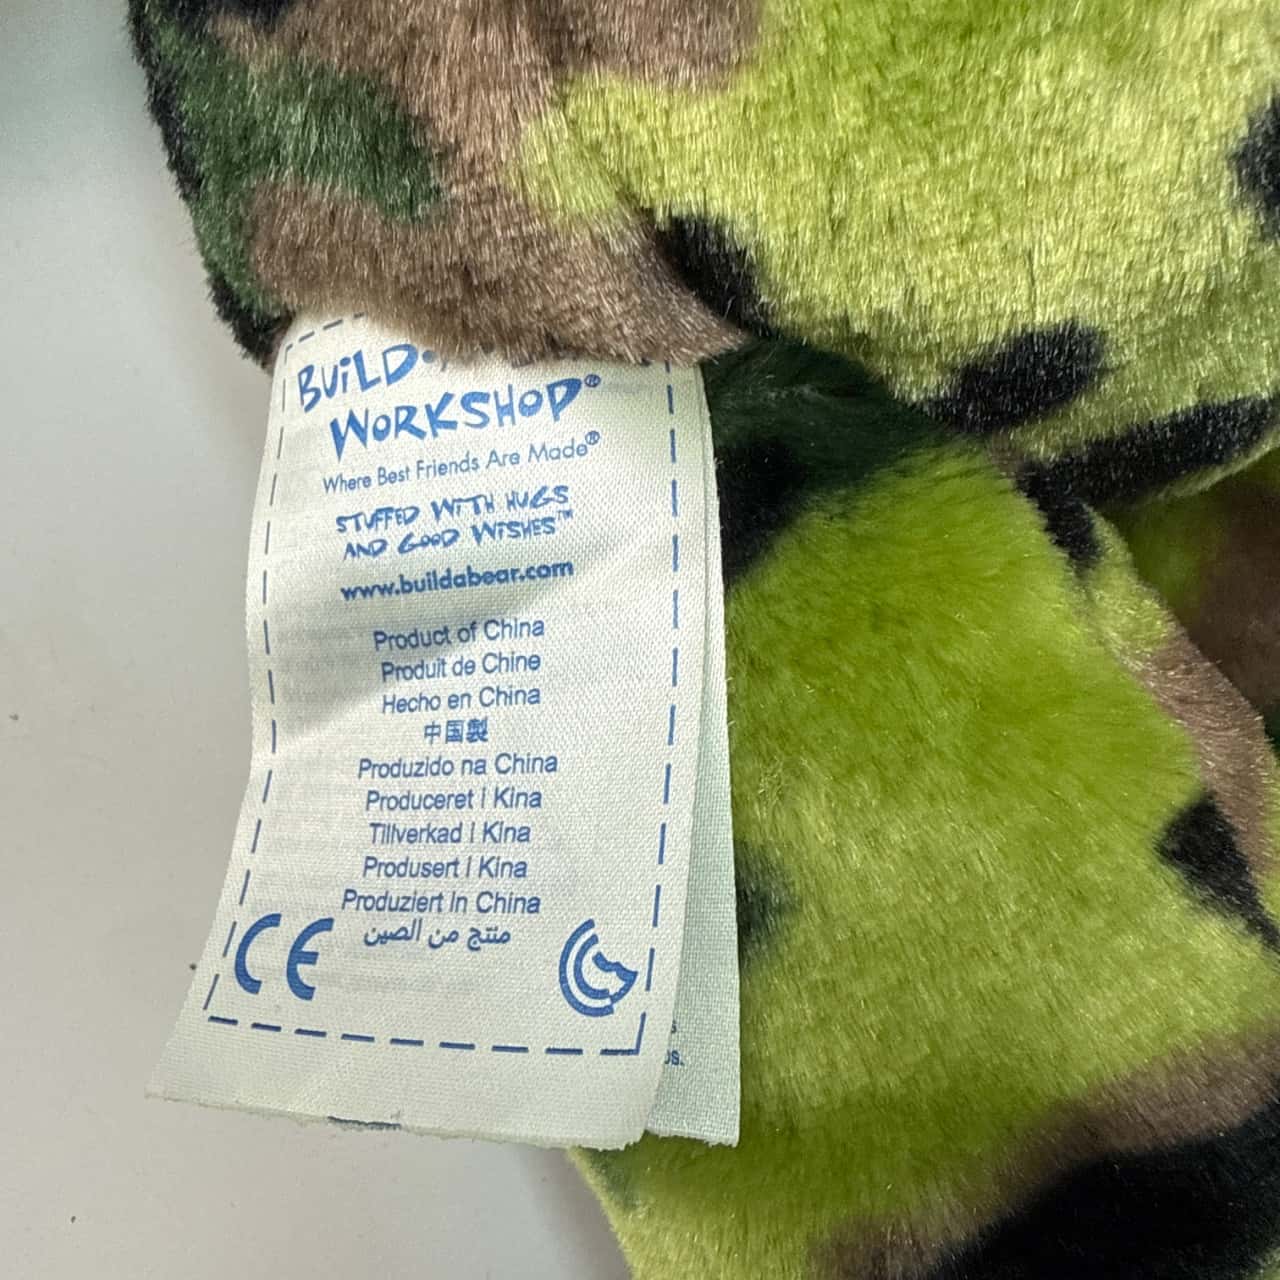 BUiLD-
WORKSHOP®
Where Best Friends Are Made®
STUFFED WiTH HUGS
AND GOOD WiSHES™
www.buildabear.com
Product of China
Produit de Chine
Hecho en China
中国製
Produzido na China
Produceret I Kina
Tillverkad I Kina
Produsert I Kina
Produziert in China
منتج من الصين
CE